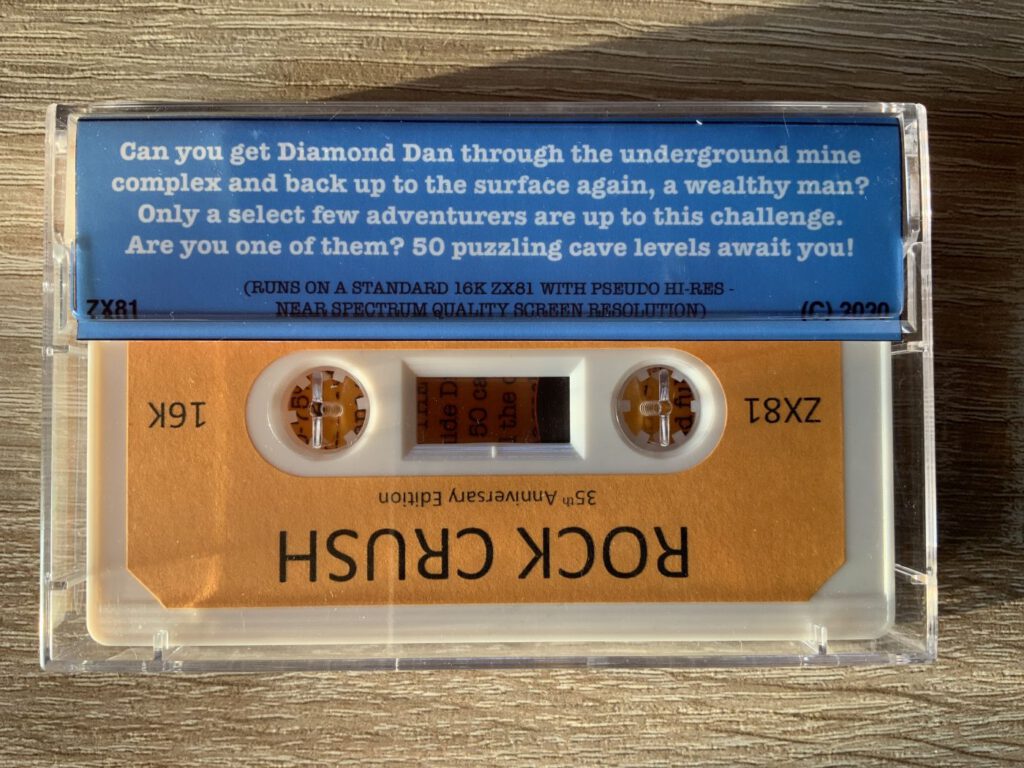 Can you get Diamond Dan through the underground mine
complex and back up to the surface again, a wealthy man?
Only a select few adventurers are up to this challenge.
Are you one of them? 50 puzzling cave levels await you!
(RUNS ON A STANDARD 16K ZX81 WITH PSEUDO HI-RES -
NEAR SPECTRUM QUALITY SCREEN RESOLUTION)
ZX81
(C) 2020
ZX81
16K
35th Anniversary Edition
ROCK CRUSH
50
the